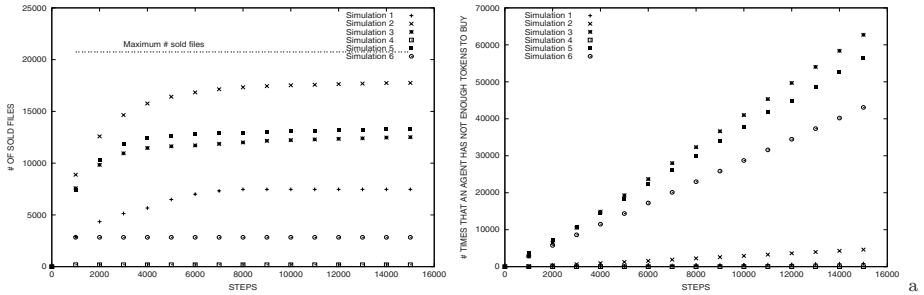 25000
20000
15000
10000
5000
0
# OF SOLD FILES
Maximum # sold files
Simulation 1
Simulation 2
Simulation 3
Simulation 4
Simulation 5
Simulation 6
0 2000 4000 6000 8000 10000 12000 14000 16000
STEPS
70000
60000
50000
40000
30000
20000
10000
0
# TIMES THAT AN AGENT HAS NOT ENOUGH TOKENS TO BUY
Simulation 1
Simulation 2
Simulation 3
Simulation 4
Simulation 5
Simulation 6
0 2000 4000 6000 8000 10000 12000 14000 16000
STEPS
a